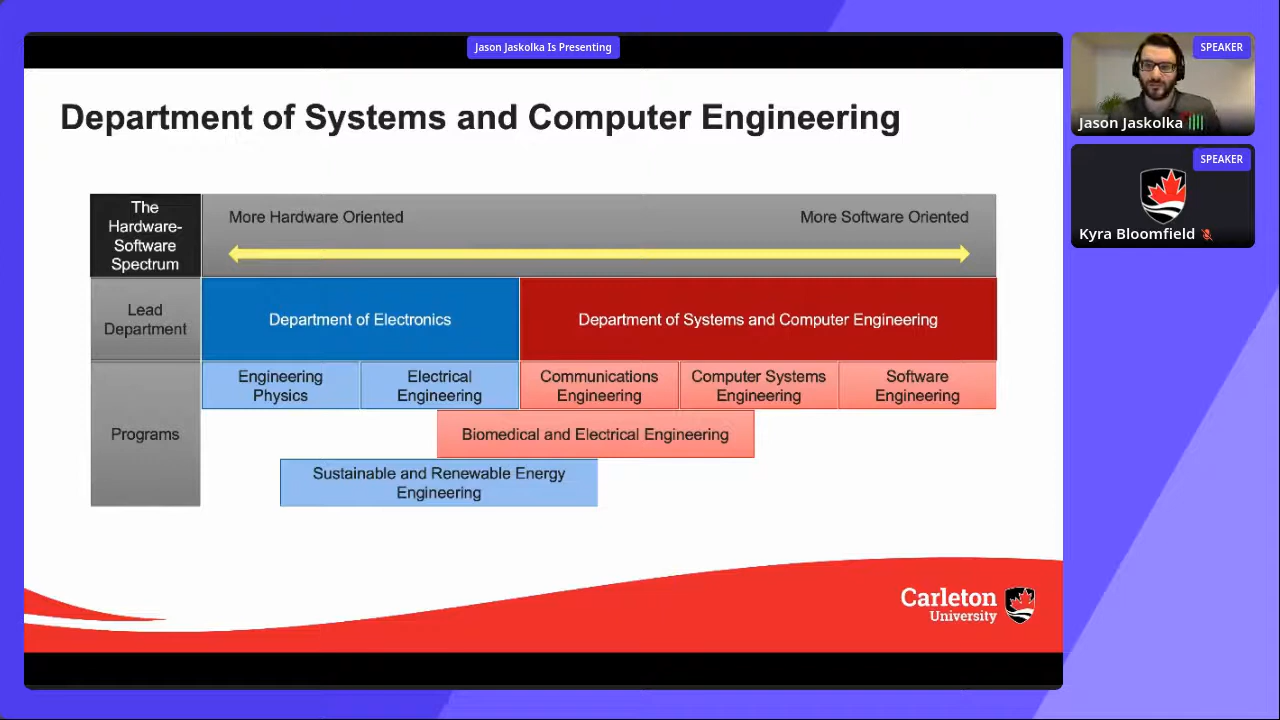 Jason Jaskolka Is Presenting
Department of Systems and Computer Engineering
The
Hardware-
Software
Spectrum
More Hardware Oriented
More Software Oriented
Lead
Department
Department of Electronics
Department of Systems and Computer Engineering
Programs
Engineering
Physics
Electrical
Engineering
Communications
Engineering
Computer Systems
Engineering
Software
Engineering
Biomedical and Electrical Engineering
Sustainable and Renewable Energy
Engineering
Carleton
University
SPEAKER
Jason Jaskolka
SPEAKER
Kyra Bloomfield